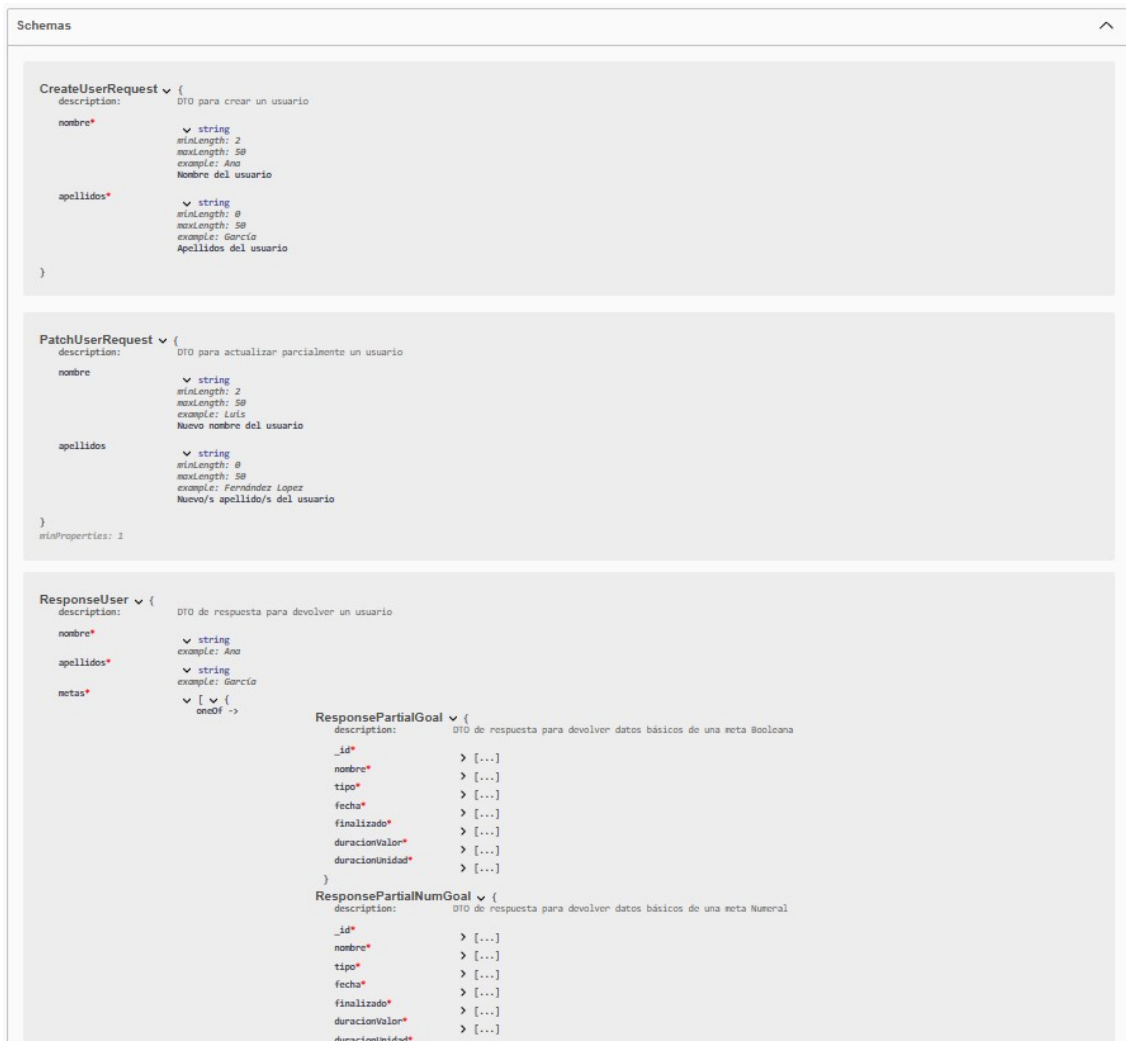 Schemas
CreateUserRequest {
description: DTO para crear un usuario
nombre* string
minLength: 2
maxLength: 50
example: Ana
Nombre del usuario
apellidos* string
minLength: 0
maxLength: 50
example: García
Apellidos del usuario
}
PatchUserRequest {
description: DTO para actualizar parcialmente un usuario
nombre string
minLength: 2
maxLength: 50
example: Luis
Nuevo nombre del usuario
apellidos string
minLength: 0
maxLength: 50
example: Fernández Lopez
Nuevo/s apellido/s del usuario
}
minProperties: 1
ResponseUser {
description: DTO de respuesta para devolver un usuario
nombre* string
example: Ana
apellidos* string
example: García
metas* [ {
oneOf ->
ResponsePartialGoal {
description: DTO de respuesta para devolver datos básicos de una meta Booleana
_id* [...]
nombre* [...]
tipo* [...]
fecha* [...]
finalizado* [...]
duracionValor* [...]
duracionUnidad* [...]
}
ResponsePartialNumGoal {
description: DTO de respuesta para devolver datos básicos de una meta Numeral
_id* [...]
nombre* [...]
tipo* [...]
fecha* [...]
finalizado* [...]
duracionValor* [...]
duracionUnidad*